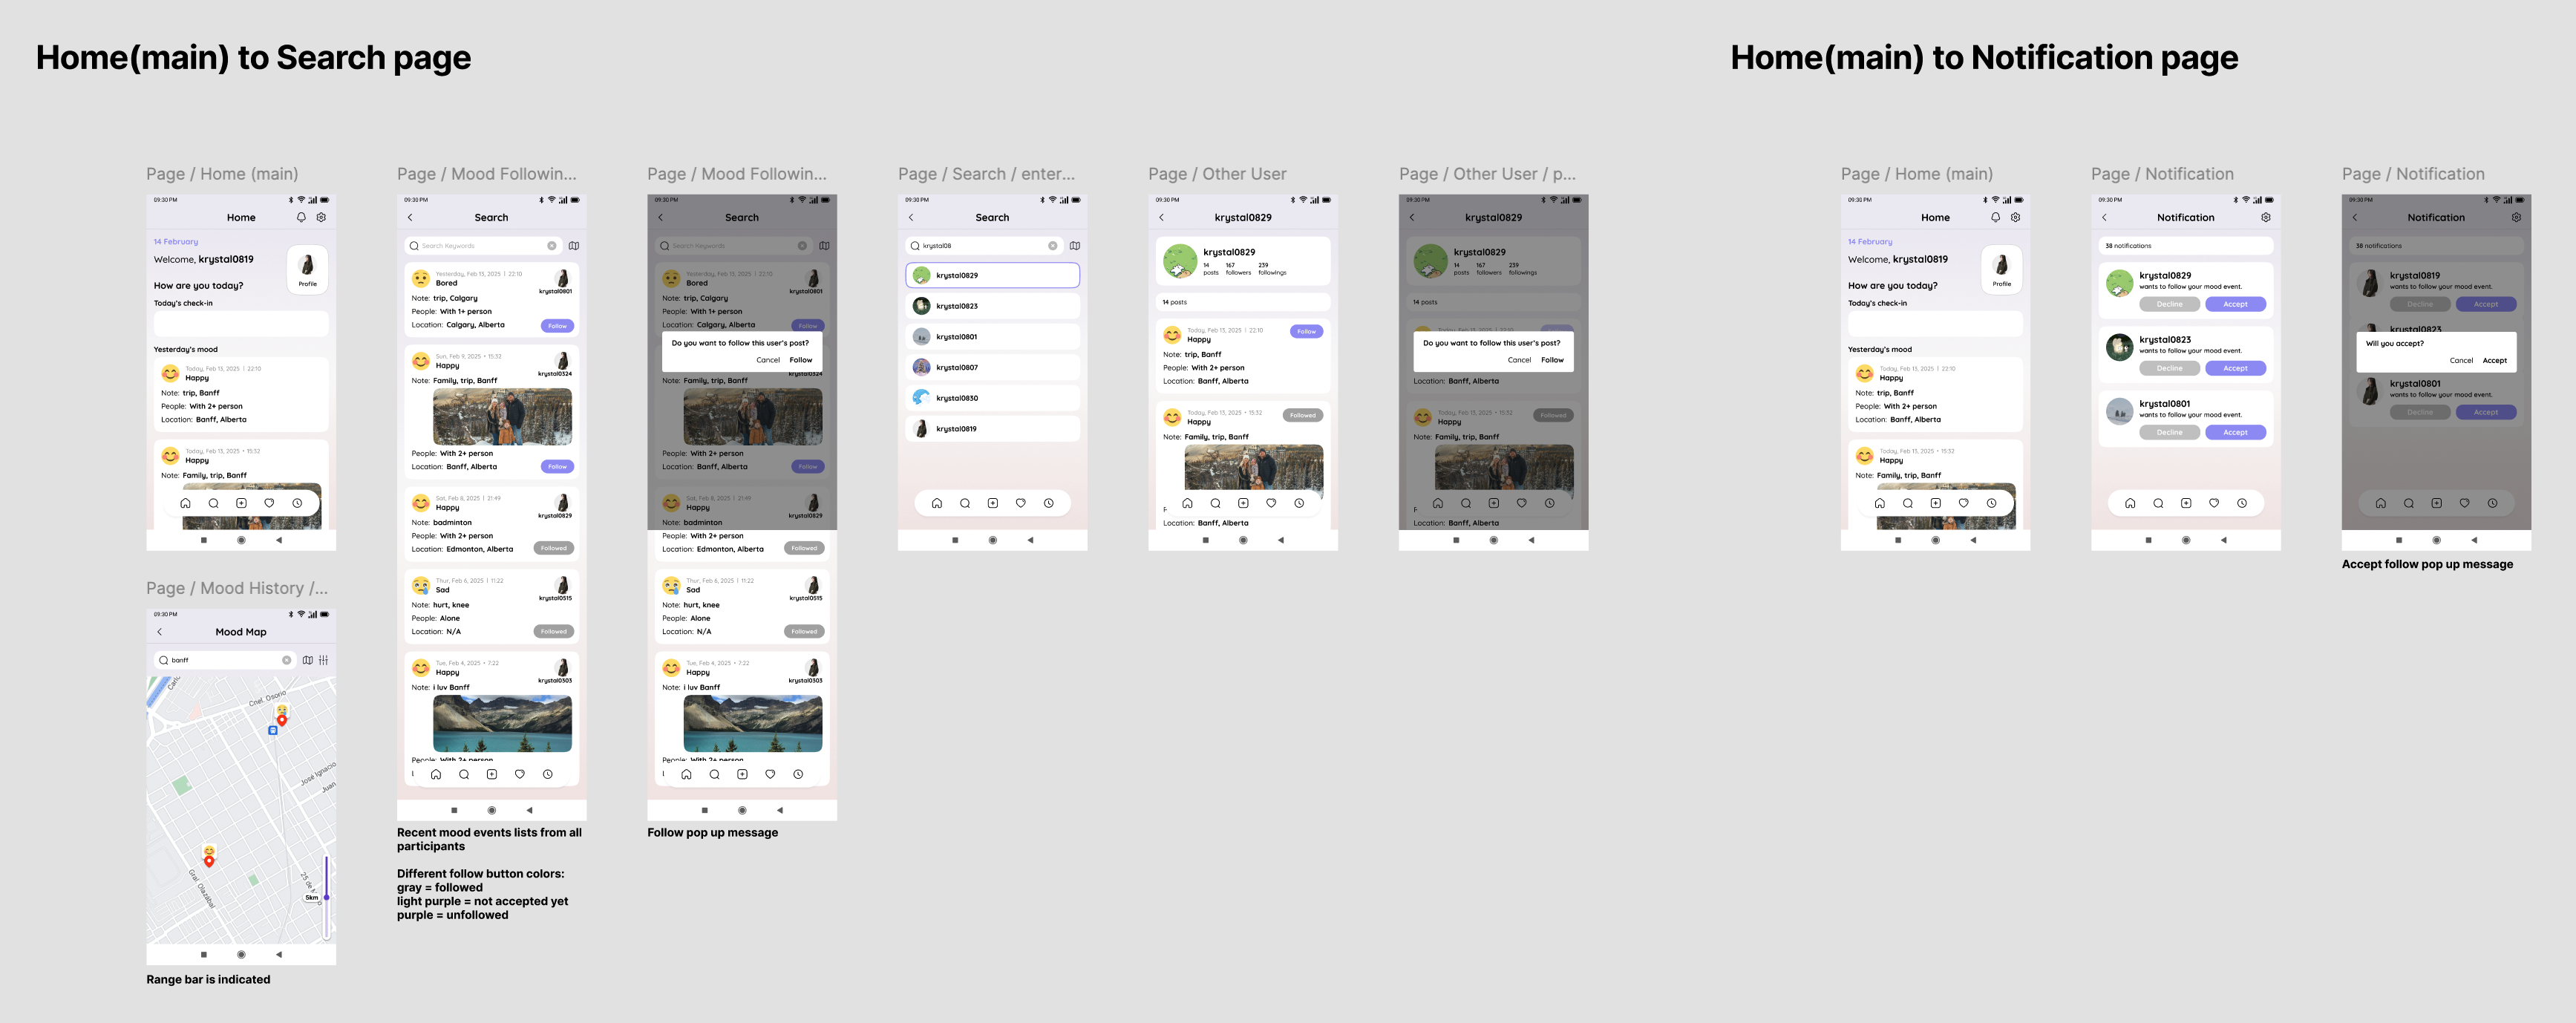 Home(main) to Search page
Home(main) to Notification page
Page / Home (main)
09:30 PM
Home
14 February
Welcome, krystal0819
Profile
How are you today?
Today's check-in
Yesterday's mood
Today, Feb 13, 2025 | 22:10
Happy
Note: trip, Banff
People: With 2+ person
Location: Banff, Alberta
Today, Feb 13, 2025 • 15:32
Happy
Note: Family, trip, Banff
Page / Mood History /...
09:30 PM
Mood Map
banff
Cnel. Osorio
José Ignacio
Juan
Gral. Olazábal
5km
Range bar is indicated
Page / Mood Followin...
09:30 PM
Search
Search Keywords
Yesterday, Feb 13, 2025 | 22:10
Bored
krystal0801
Note: trip, Calgary
People: With 1+ person
Location: Calgary, Alberta
Follow
Sun, Feb 9, 2025 • 15:32
Happy
krystal0324
Note: Family, trip, Banff
People: With 2+ person
Location: Banff, Alberta
Follow
Sat, Feb 8, 2025 | 21:49
Happy
krystal0829
Note: badminton
People: With 2+ person
Location: Edmonton, Alberta
Followed
Thur, Feb 6, 2025 | 11:22
Sad
krystal0515
Note: hurt, knee
People: Alone
Location: N/A
Followed
Tue, Feb 4, 2025 • 7:22
Happy
krystal0303
Note: i luv Banff
People: With 2+ person
Recent mood events lists from all
participants
Different follow button colors:
gray = followed
light purple = not accepted yet
purple = unfollowed
Page / Mood Followin...
09:30 PM
Search
Search Keywords
Yesterday, Feb 13, 2025 | 22:10
Bored
krystal0801
Note: trip, Calgary
People: With 1+ person
Location: Calgary, Alberta
Follow
Do you want to follow this user's post?
Cancel Follow
krystal0324
Note: Family, trip, Banff
People: With 2+ person
Location: Banff, Alberta
Follow
Sat, Feb 8, 2025 | 21:49
Happy
krystal0829
Note: badminton
People: With 2+ person
Location: Edmonton, Alberta
Followed
Thur, Feb 6, 2025 | 11:22
Sad
krystal0515
Note: hurt, knee
People: Alone
Location: N/A
Followed
Tue, Feb 4, 2025 • 7:22
Happy
krystal0303
Note: i luv Banff
People: With 2+ person
Follow pop up message
Page / Search / enter...
09:30 PM
Search
krystal08
krystal0829
krystal0823
krystal0801
krystal0807
krystal0830
krystal0819
Page / Other User
09:30 PM
krystal0829
krystal0829
14 167 239
posts followers followings
14 posts
Today, Feb 13, 2025 | 22:10
Happy
Follow
Note: trip, Banff
People: With 2+ person
Location: Banff, Alberta
Today, Feb 13, 2025 • 15:32
Happy
Followed
Note: Family, trip, Banff
Location: Banff, Alberta
Page / Other User / p...
09:30 PM
krystal0829
krystal0829
14 167 239
posts followers followings
14 posts
Today, Feb 13, 2025 | 22:10
Do you want to follow this user's post?
Cancel Follow
Location: Banff, Alberta
Today, Feb 13, 2025 • 15:32
Happy
Followed
Note: Family, trip, Banff
Location: Banff, Alberta
Page / Home (main)
09:30 PM
Home
14 February
Welcome, krystal0819
Profile
How are you today?
Today's check-in
Yesterday's mood
Today, Feb 13, 2025 | 22:10
Happy
Note: trip, Banff
People: With 2+ person
Location: Banff, Alberta
Today, Feb 13, 2025 • 15:32
Happy
Note: Family, trip, Banff
Page / Notification
09:30 PM
Notification
38 notifications
krystal0829
wants to follow your mood event.
Decline Accept
krystal0823
wants to follow your mood event.
Decline Accept
krystal0801
wants to follow your mood event.
Decline Accept
Page / Notification
09:30 PM
Notification
38 notifications
krystal0819
wants to follow your mood event.
Decline Accept
krystal0823
Will you accept?
Cancel Accept
krystal0801
wants to follow your mood event.
Decline Accept
Accept follow pop up message